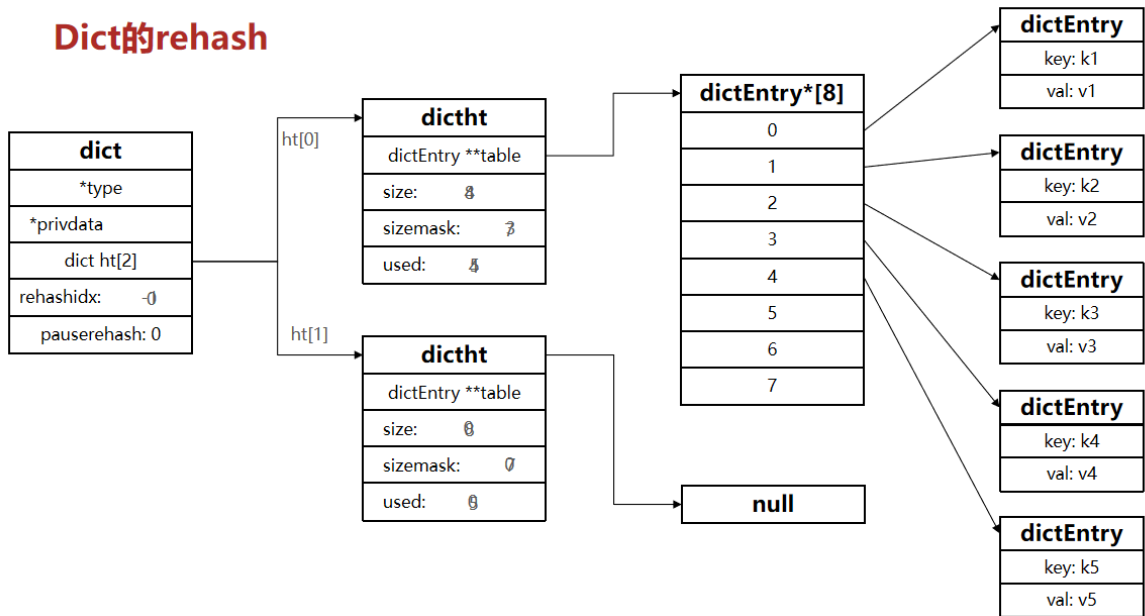 Dict的rehash
dict
*type
*privdata
dict ht[2]
rehashidx:
pauserehash: 0
ht[0]
dictht
dictEntry **table
size:
sizemask:
used:
ht[1]
dictht
dictEntry **table
size:
sizemask:
used:
dictEntry*[8]
0
1
2
3
4
5
6
7
null
dictEntry
key: k1
val: v1
dictEntry
key: k2
val: v2
dictEntry
key: k3
val: v3
dictEntry
key: k4
val: v4
dictEntry
key: k5
val: v5